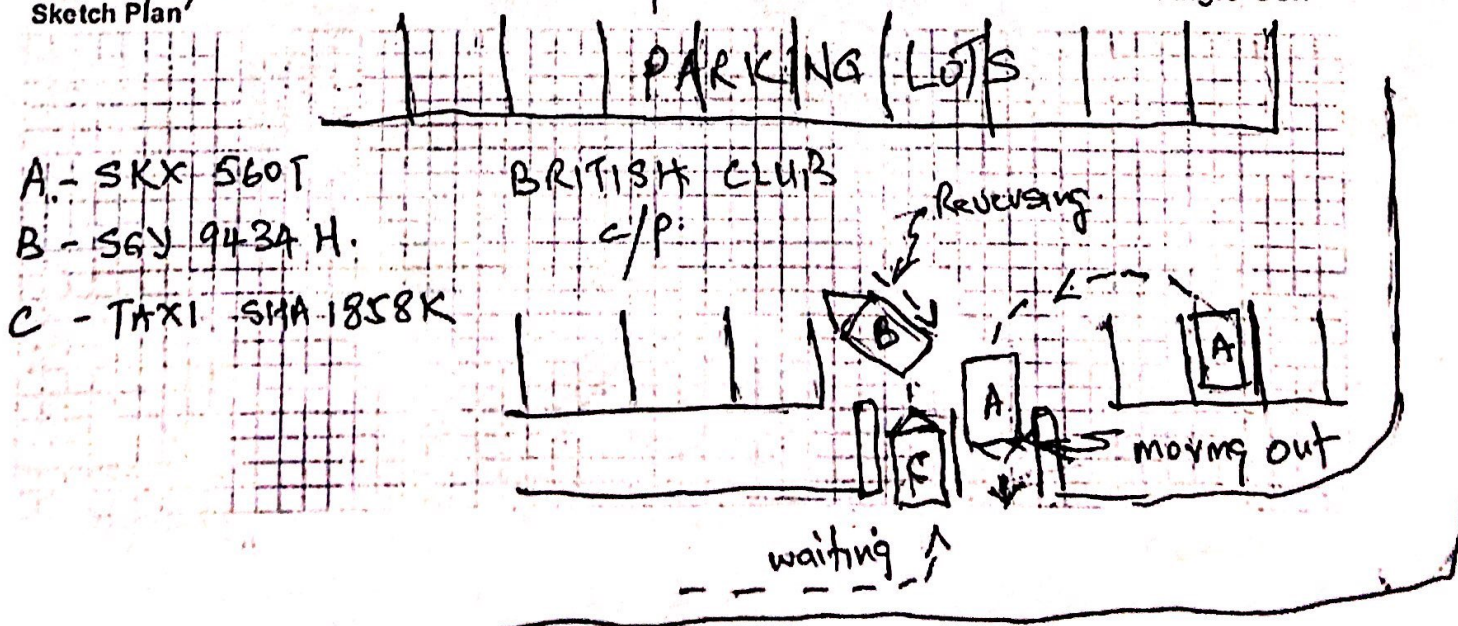 Sketch Plan
PARKING LOTS
A - SKX 560T
BRITISH CLUB
Reversing
B - SGY 9434 H.
C/P.
C - TAXI SHA 1858K
B
A
A
C
moving out
waiting